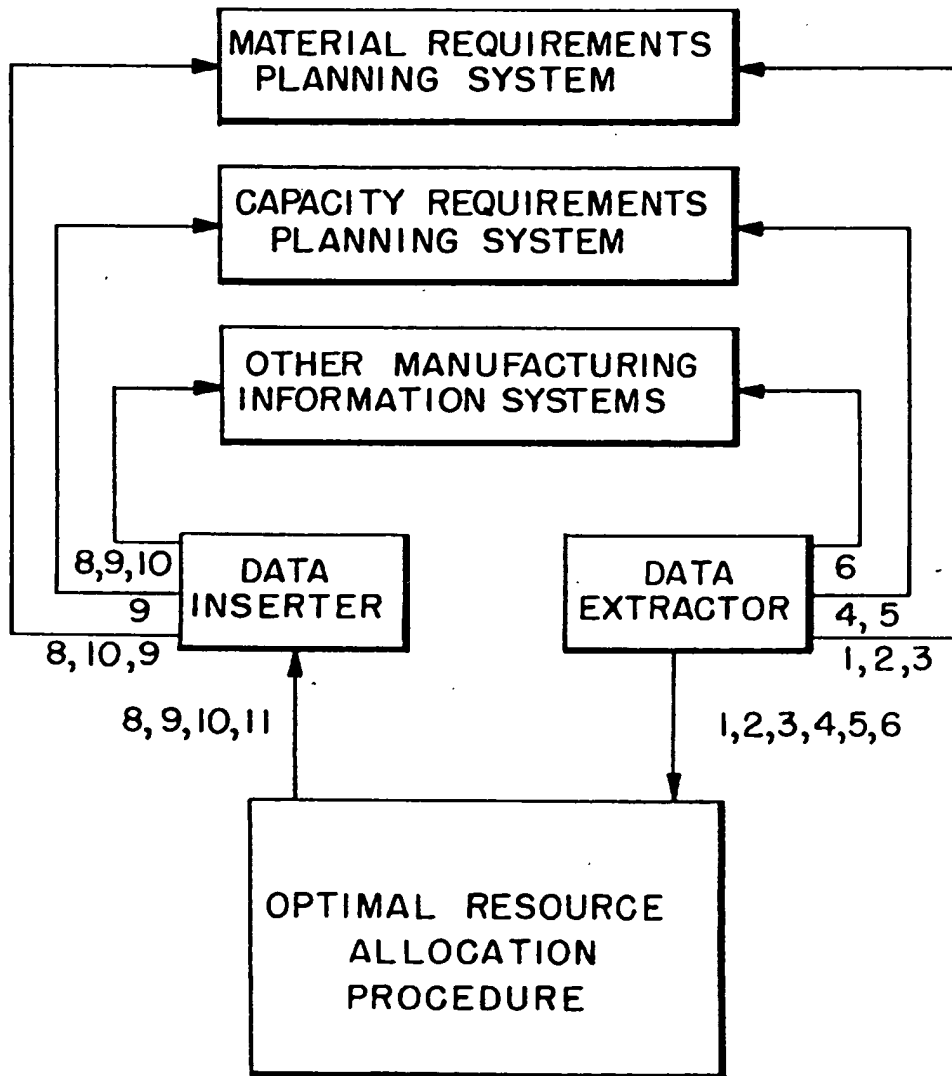 MATERIAL REQUIREMENTS
PLANNING SYSTEM
CAPACITY REQUIREMENTS
PLANNING SYSTEM
OTHER MANUFACTURING
INFORMATION SYSTEMS
8,9,10
9
8,10,9
DATA
INSERTER
DATA
EXTRACTOR
6
4, 5
1,2,3
8,9,10,11
1,2,3,4,5,6
OPTIMAL RESOURCE
ALLOCATION
PROCEDURE